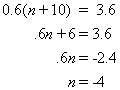 0.6(n+10) = 3.6
.6n+6=3.6
.6n=-2.4
n=-4